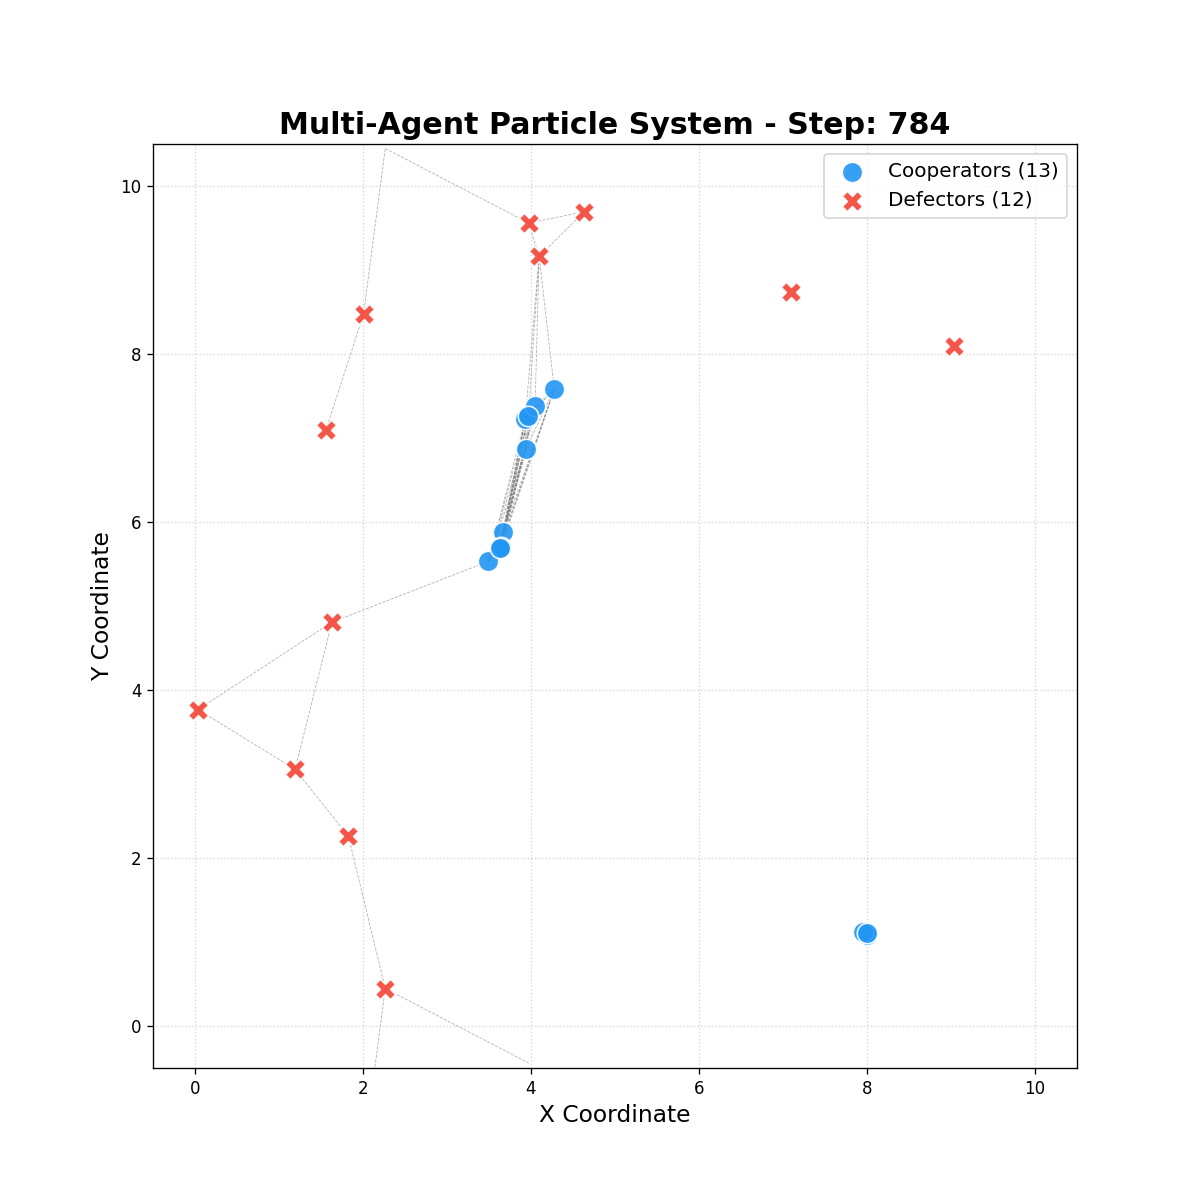 Multi-Agent Particle System - Step: 784
Cooperators (13)
Defectors (12)
10
8
6
4
2
0
Y Coordinate
0 2 4 6 8 10
X Coordinate